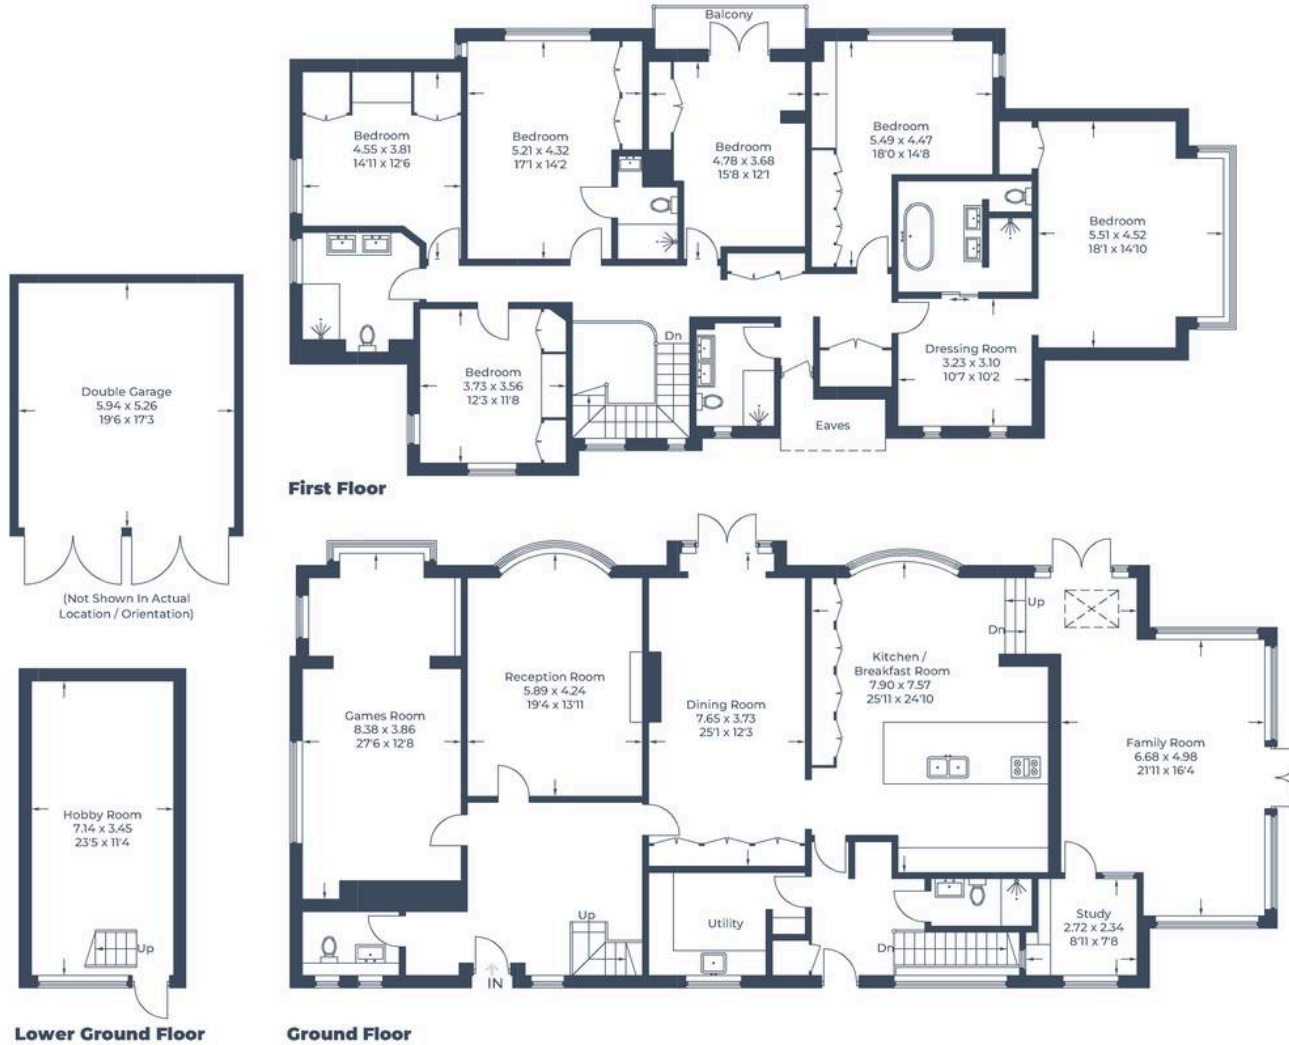 Balcony
Bedroom
4.55 x 3.81
14'11 x 12'6
Bedroom
5.21 x 4.32
17'1 x 14'2
Bedroom
4.78 x 3.68
15'8 x 12'1
Bedroom
5.49 x 4.47
18'0 x 14'8
Bedroom
5.51 x 4.52
18'1 x 14'10
Dn
Bedroom
3.73 x 3.56
12'3 x 11'8
Dressing Room
3.23 x 3.10
10'7 x 10'2
Eaves
First Floor
Double Garage
5.94 x 5.26
19'6 x 17'3
(Not Shown In Actual
Location / Orientation)
Hobby Room
7.14 x 3.45
23'5 x 11'4
Up
Lower Ground Floor
Games Room
8.38 x 3.86
27'6 x 12'8
Reception Room
5.89 x 4.24
19'4 x 13'11
Dining Room
7.65 x 3.73
25'1 x 12'3
Kitchen /
Breakfast Room
7.90 x 7.57
25'11 x 24'10
Up
Dn
Family Room
6.68 x 4.98
21'11 x 16'4
Up
Utility
Dn
Study
2.72 x 2.34
8'11 x 7'8
IN
Ground Floor